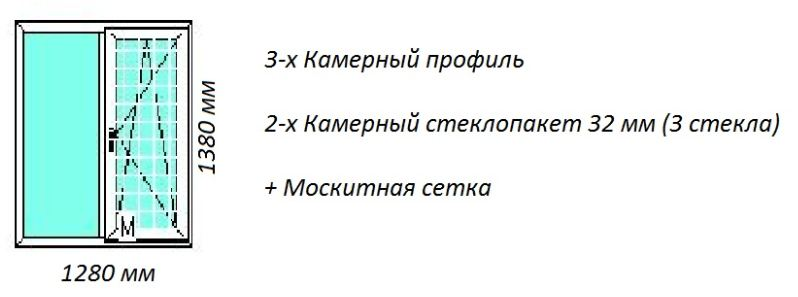 3-х Камерный профиль
1380 мм
2-х Камерный стеклопакет 32 мм (3 стекла)
+ Москитная сетка
М
1280 мм